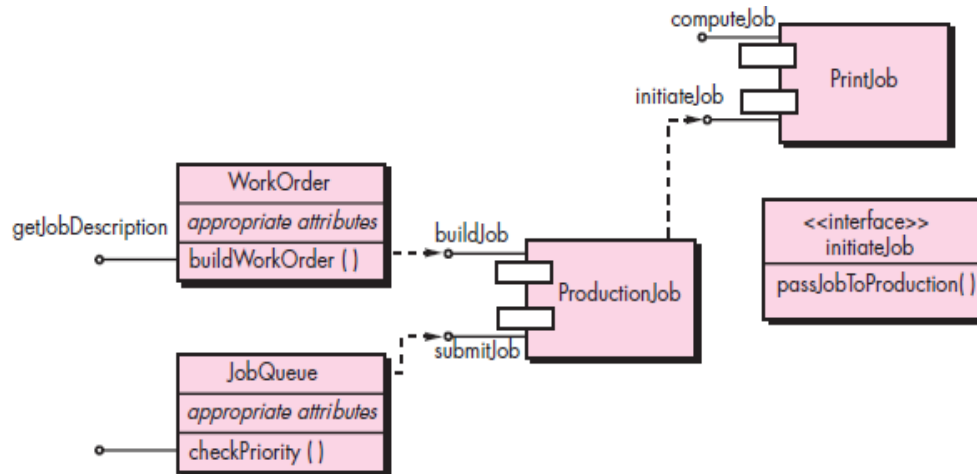 computeJob
PrintJob
initiateJob
WorkOrder
appropriate attributes
getJobDescription
buildWorkOrder ( )
buildJob
<<interface>>
initiateJob
passJobToProduction( )
ProductionJob
submitJob
JobQueue
appropriate attributes
checkPriority ( )